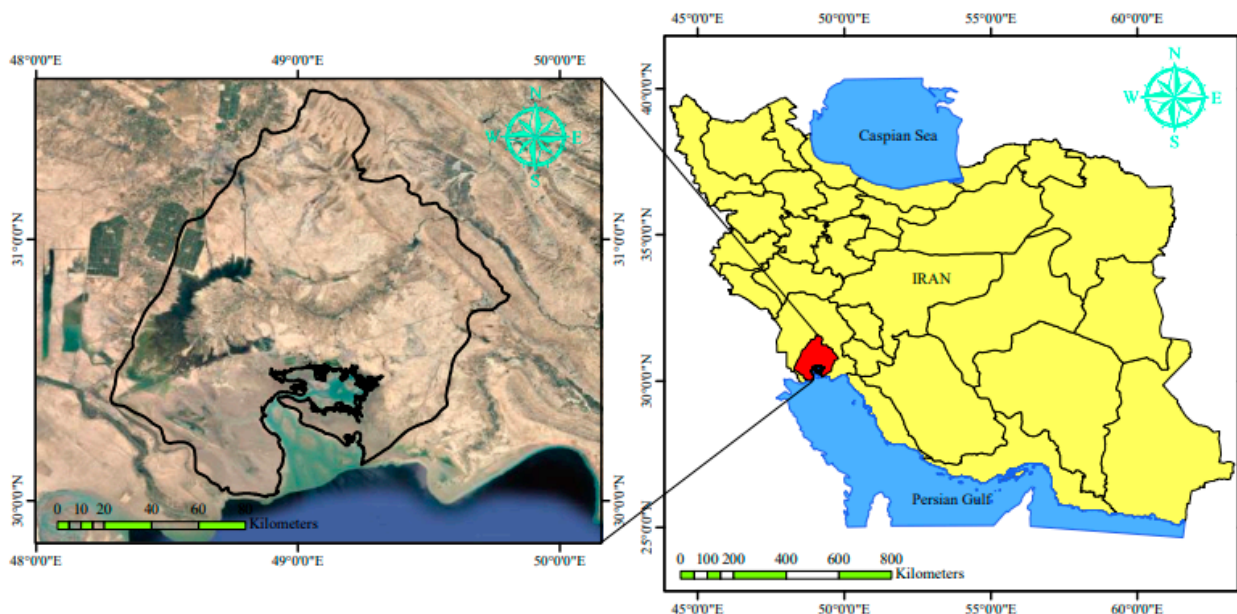 48°0'0"E
49°0'0"E
50°0'0"E
31°0'0"N
30°0'0"N
31°0'0"N
30°0'0"N
N
W
E
S
0 10 20 40 60 80
Kilometers
48°0'0"E
49°0'0"E
50°0'0"E
45°0'0"E
50°0'0"E
55°0'0"E
60°0'0"E
40°0'0"N
35°0'0"N
30°0'0"N
25°0'0"N
N
W
E
S
Caspian Sea
IRAN
Persian Gulf
0 100 200 400 600 800
Kilometers
45°0'0"E
50°0'0"E
55°0'0"E
60°0'0"E